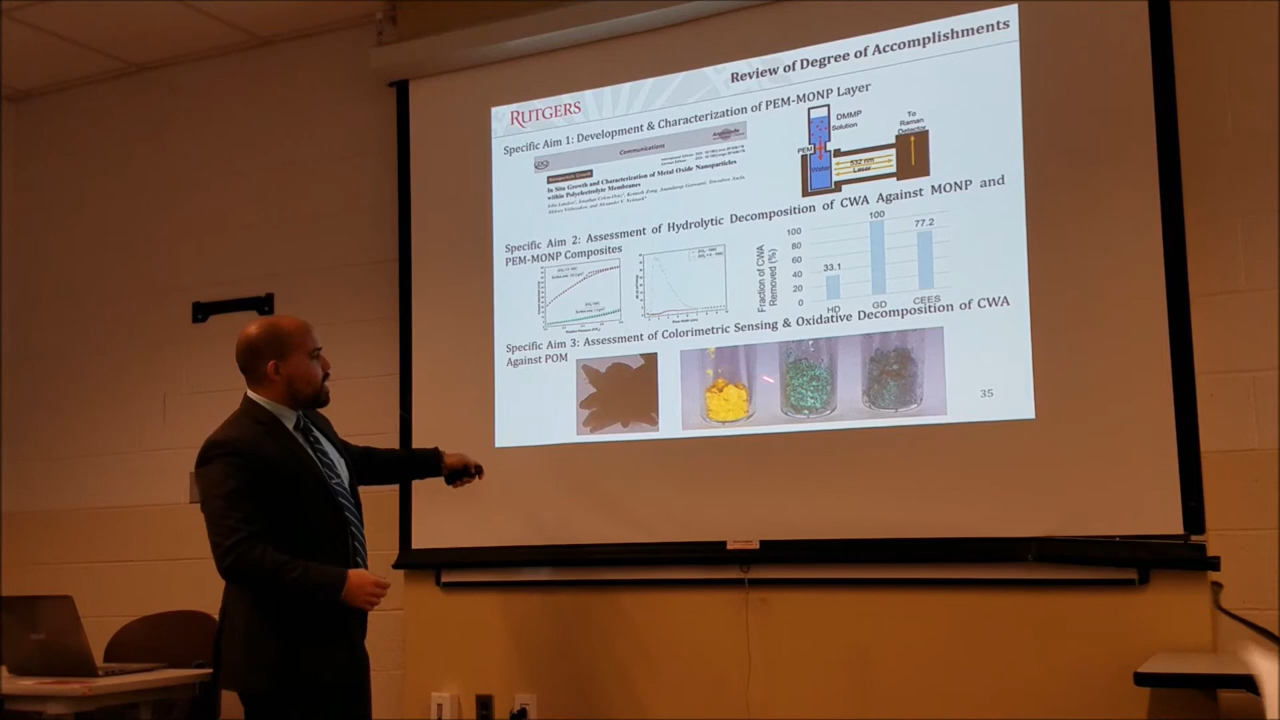 Review of Degree of Accomplishments
RUTGERS
Specific Aim 1: Development & Characterization of PEM-MONP Layer
Communications
Angewandte
In Situ Growth and Characterization of Metal Oxide Nanoparticles
within Polyelectrolyte Membranes
DMMP
Solution
To
Raman
Detector
PEM
Water
532 nm
Laser
Specific Aim 2: Assessment of Hydrolytic Decomposition of CWA Against MONP and
PEM-MONP Composites
Fraction of CWA
Removed (%)
100
80
60
40
20
0
33.1
100
77.2
HD
GD
CEES
Specific Aim 3: Assessment of Colorimetric Sensing & Oxidative Decomposition of CWA
Against POM
35